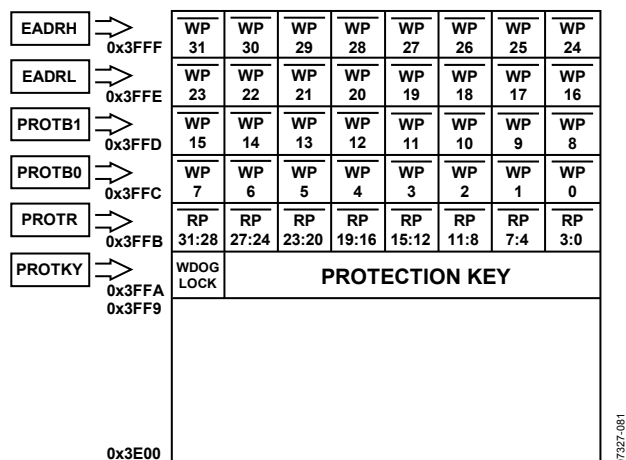 EADRH 0x3FFF WP 31 WP 30 WP 29 WP 28 WP 27 WP 26 WP 25 WP 24
EADRL 0x3FFE WP 23 WP 22 WP 21 WP 20 WP 19 WP 18 WP 17 WP 16
PROTB1 0x3FFD WP 15 WP 14 WP 13 WP 12 WP 11 WP 10 WP 9 WP 8
PROTB0 0x3FFC WP 7 WP 6 WP 5 WP 4 WP 3 WP 2 WP 1 WP 0
PROTR 0x3FFB RP 31:28 RP 27:24 RP 23:20 RP 19:16 RP 15:12 RP 11:8 RP 7:4 RP 3:0
PROTKY 0x3FFA WDOG LOCK PROTECTION KEY
0x3FF9
0x3E00
07327-081